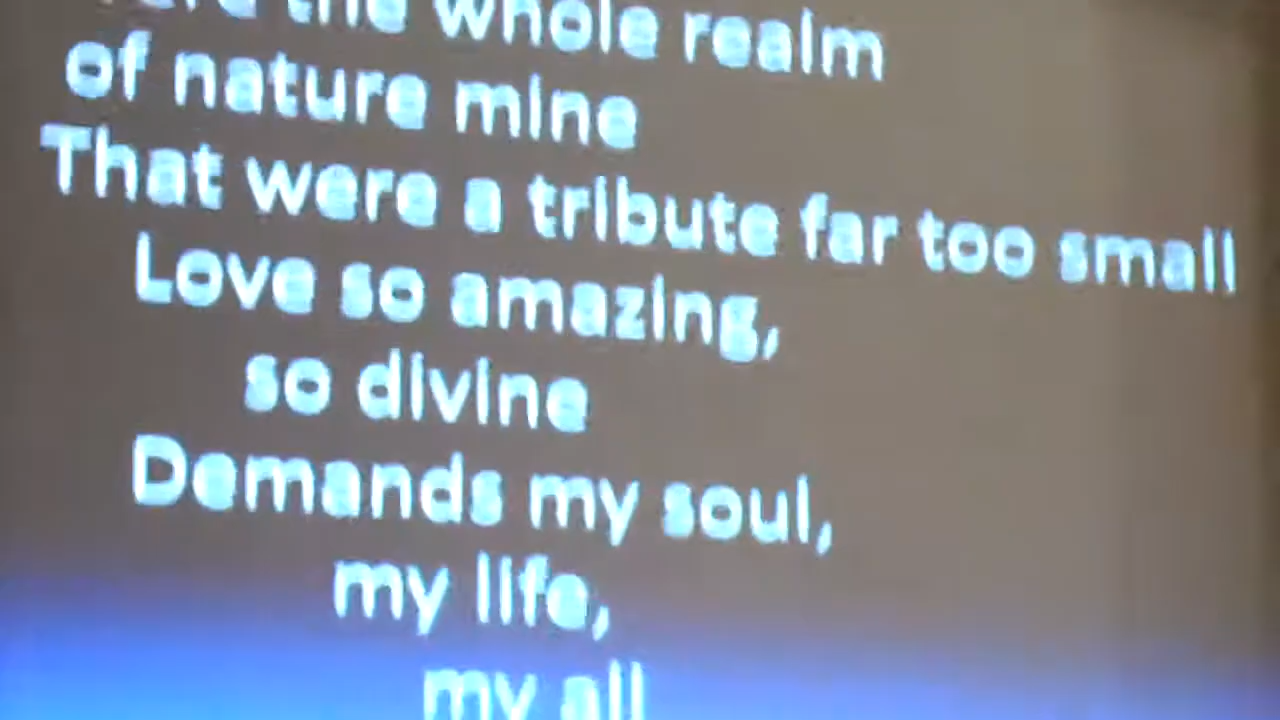 the whole realm
of nature mine
That were a tribute far too small
Love so amazing,
so divine
Demands my soul,
my life,
my all